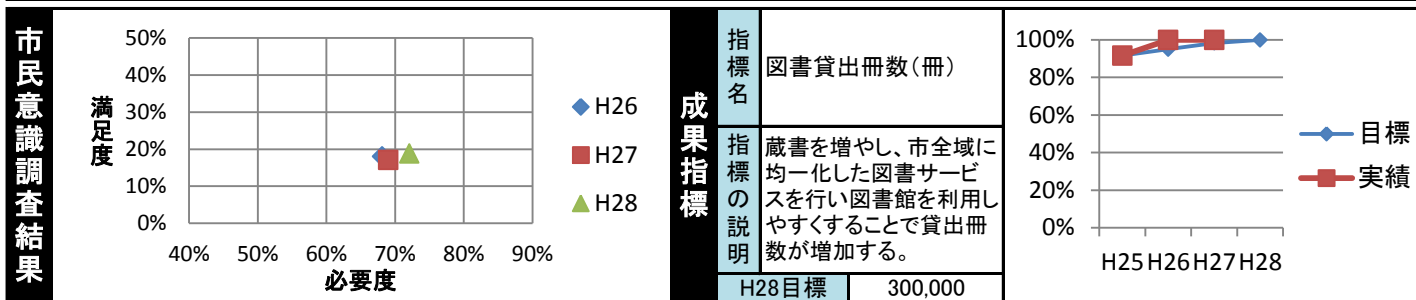 市民意識調査結果
50%
40%
30%
20%
10%
0%
満足度
40% 50% 60% 70% 80% 90%
必要度
H26
H27
H28
成果指標
指標名
図書貸出冊数(冊)
指標の説明
蔵書を増やし、市全域に
均一化した図書サービ
スを行い図書館を利用し
やすくすることで貸出冊
数が増加する。
H28目標
300,000
100%
80%
60%
40%
20%
0%
H25 H26 H27 H28
目標
実績